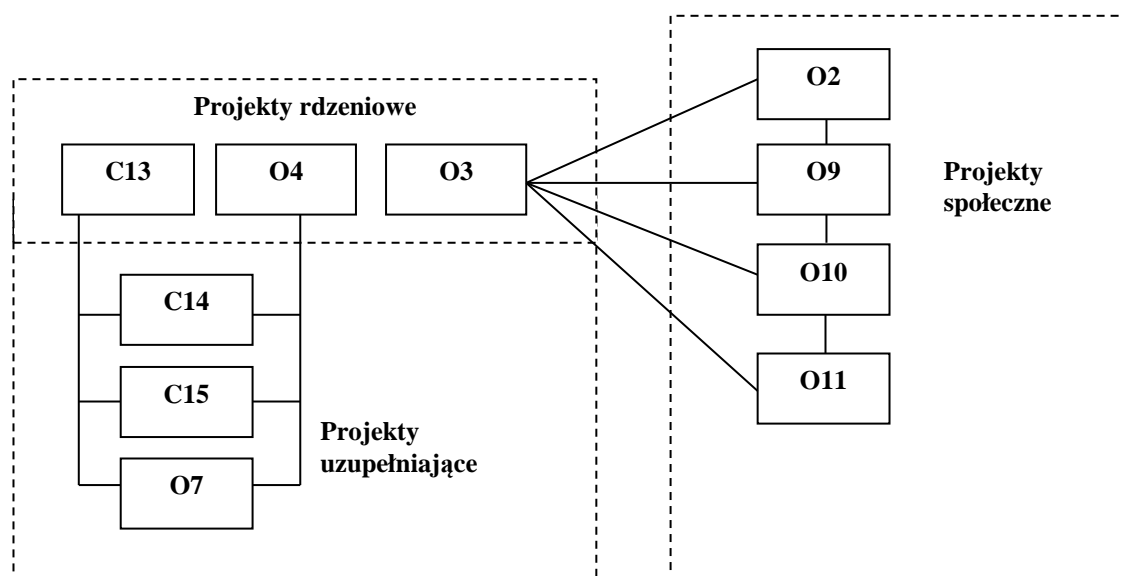 Projekty rdzeniowe
C13
O4
O3
C14
C15
O7
Projekty
uzupełniające
O2
O9
O10
O11
Projekty
społeczne